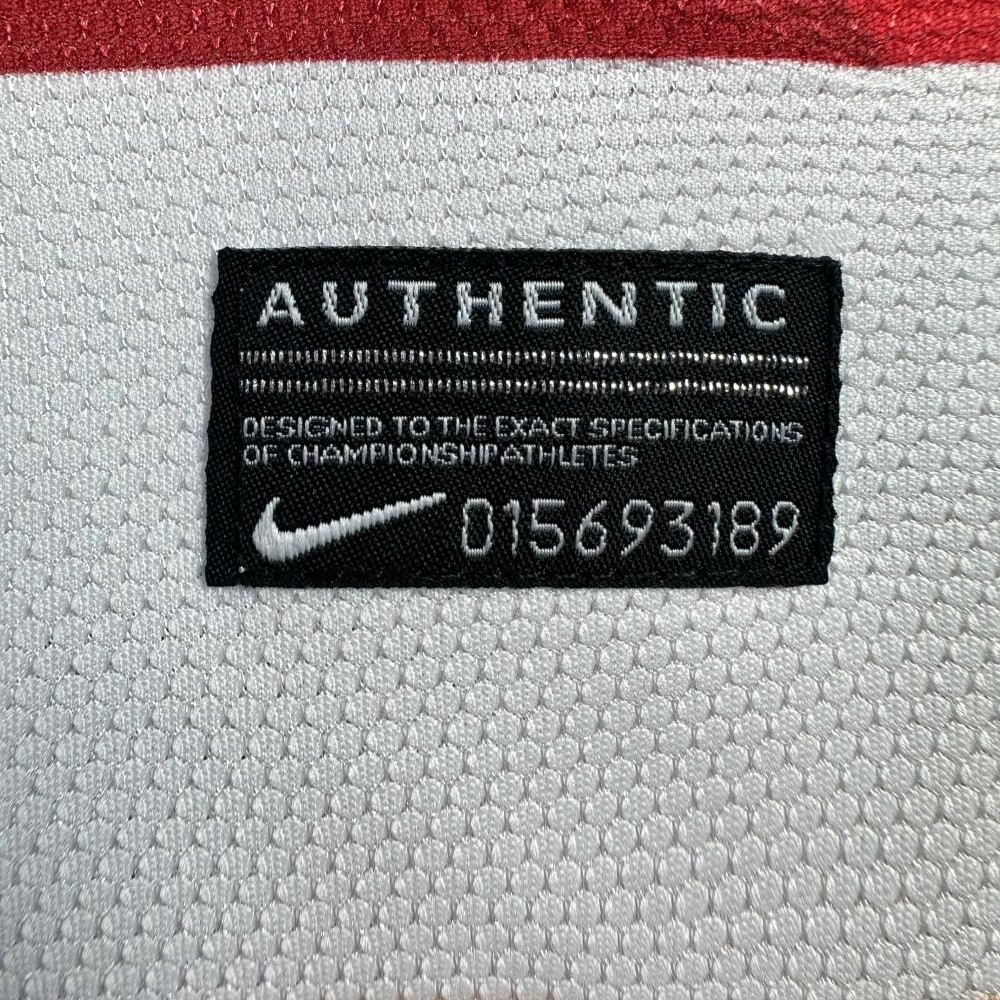 AUTHENTIC
DESIGNED TO THE EXACT SPECIFICATIONS
OF CHAMPIONSHIP ATHLETES
015693189